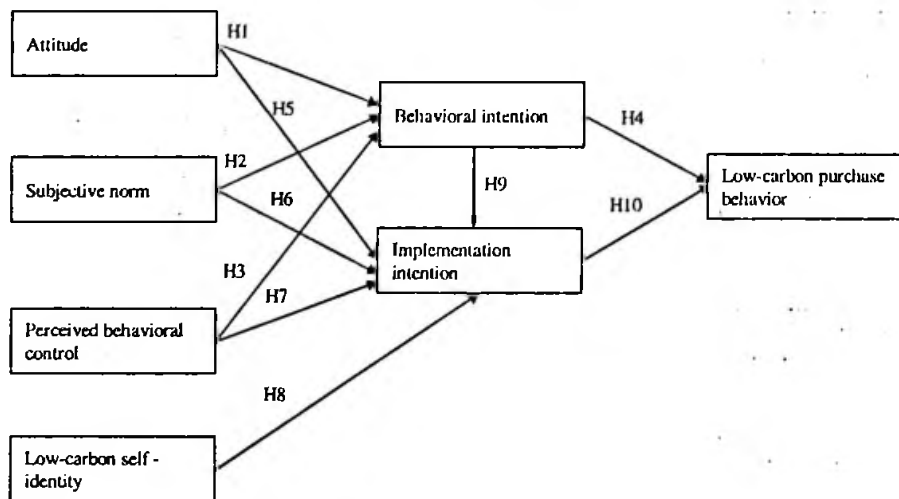 Attitude
H1
H5
Behavioral intention
H4
H2
Subjective norm
H6
H9
Low-carbon purchase
behavior
H10
Implementation
intention
H3
H7
Perceived behavioral
control
H8
Low-carbon self -
identity